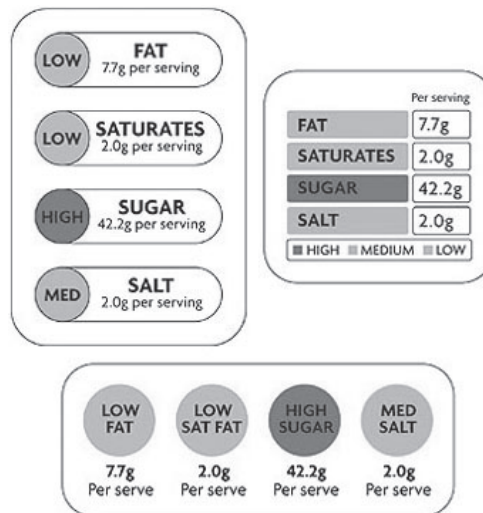 LOW
FAT
7.7g per serving
LOW
SATURATES
2.0g per serving
HIGH
SUGAR
42.2g per serving
MED
SALT
2.0g per serving
Per serving
FAT 7.7g
SATURATES 2.0g
SUGAR 42.2g
SALT 2.0g
HIGH MEDIUM LOW
LOW FAT
7.7g
Per serve
LOW SAT FAT
2.0g
Per serve
HIGH SUGAR
42.2g
Per serve
MED SALT
2.0g
Per serve